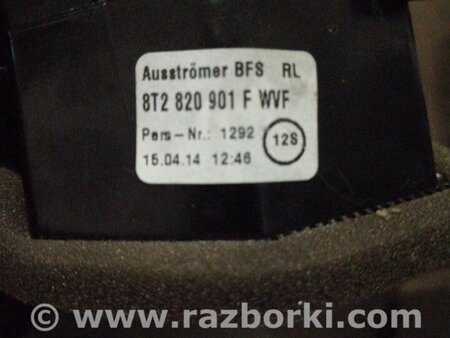 Ausströmer BFS RL
8T2 820 901 F WVF
Pers-Nr.: 1292
12S
15.04.14 12:46
© www.razborki.com